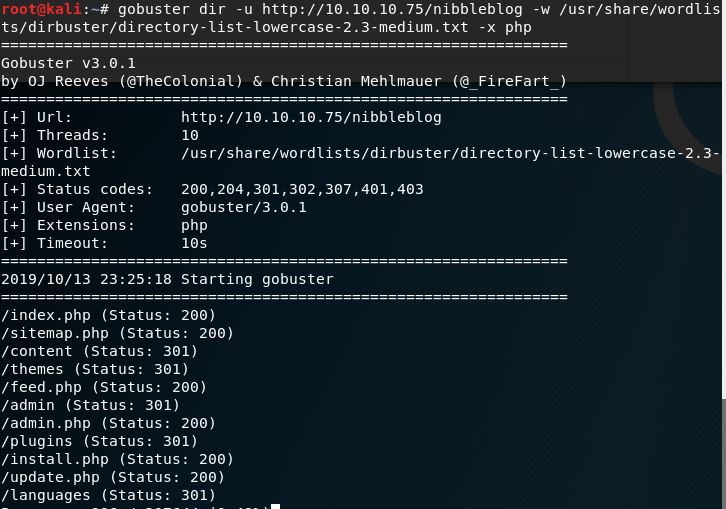 root@kali:~# gobuster dir -u http://10.10.10.75/nibbleblog -w /usr/share/wordlis
ts/dirbuster/directory-list-lowercase-2.3-medium.txt -x php
===============================================================
Gobuster v3.0.1
by OJ Reeves (@TheColonial) & Christian Mehlmauer (@_FireFart_)
===============================================================
[+] Url:            http://10.10.10.75/nibbleblog
[+] Threads:        10
[+] Wordlist:       /usr/share/wordlists/dirbuster/directory-list-lowercase-2.3-
medium.txt
[+] Status codes:   200,204,301,302,307,401,403
[+] User Agent:     gobuster/3.0.1
[+] Extensions:     php
[+] Timeout:        10s
===============================================================
2019/10/13 23:25:18 Starting gobuster
===============================================================
/index.php (Status: 200)
/sitemap.php (Status: 200)
/content (Status: 301)
/themes (Status: 301)
/feed.php (Status: 200)
/admin (Status: 301)
/admin.php (Status: 200)
/plugins (Status: 301)
/install.php (Status: 200)
/update.php (Status: 200)
/languages (Status: 301)